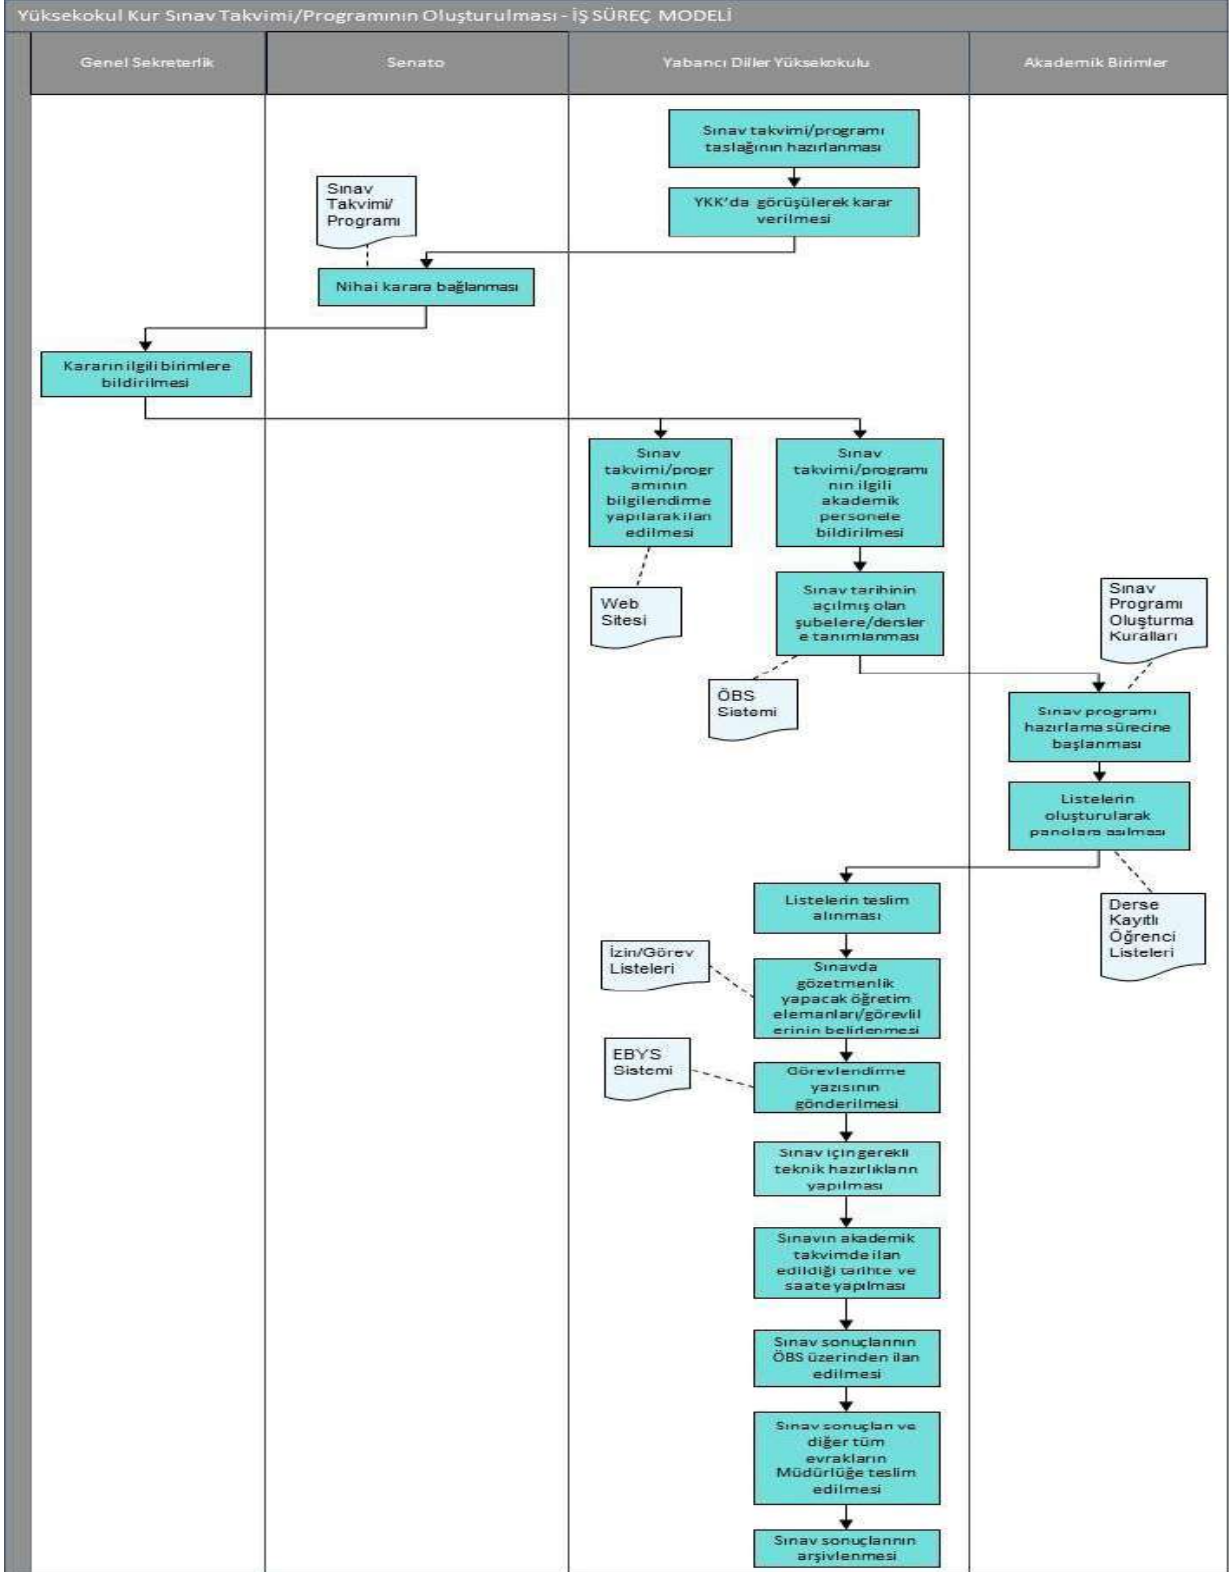 Yüksekokul Kur Sınav Takvimi/Programının Oluşturulması - İŞ SÜREÇ MODELİ
Genel Sekreterlik
Senato
Yabancı Diller Yüksekokulu
Akademik Birimler
Sınav takvimi/programı
taslağının hazırlanması
YKK'da görüşülerek karar
verilmesi
Sınav
Takvimi/
Programı
Nihai karara bağlanması
Kararın ilgili birimlere
bildirilmesi
Sınav
takvimi/progr
amının
bilgilendirme
yapılarak ilan
edilmesi
Sınav
takvimi/programı
nın ilgili
akademik
personele
bildirilmesi
Web
Sitesi
Sınav tarihinin
açılmış olan
şubelere/dersler
e tanımlanması
ÖBS
Sistemi
Sınav
Programı
Oluşturma
Kuralları
Sınav programı
hazırlama sürecine
başlanması
Listelerin
oluşturularak
panolara asılması
Derse
Kayıtlı
Öğrenci
Listeleri
Listelerin teslim
alınması
İzin/Görev
Listeleri
Sınavda
gözetmenlik
yapacak öğretim
elemanları/görevlil
erinin belirlenmesi
EBYS
Sistemi
Görevlendirme
yazısının
gönderilmesi
Sınav için gerekli
teknik hazırlıkların
yapılması
Sınavın akademik
takvimde ilan
edildiği tarihte ve
saate yapılması
Sınav sonuçlarının
ÖBS üzerinden ilan
edilmesi
Sınav sonuçları ve
diğer tüm
evrakların
Müdürlüğe teslim
edilmesi
Sınav sonuçlarının
arşivlenmesi